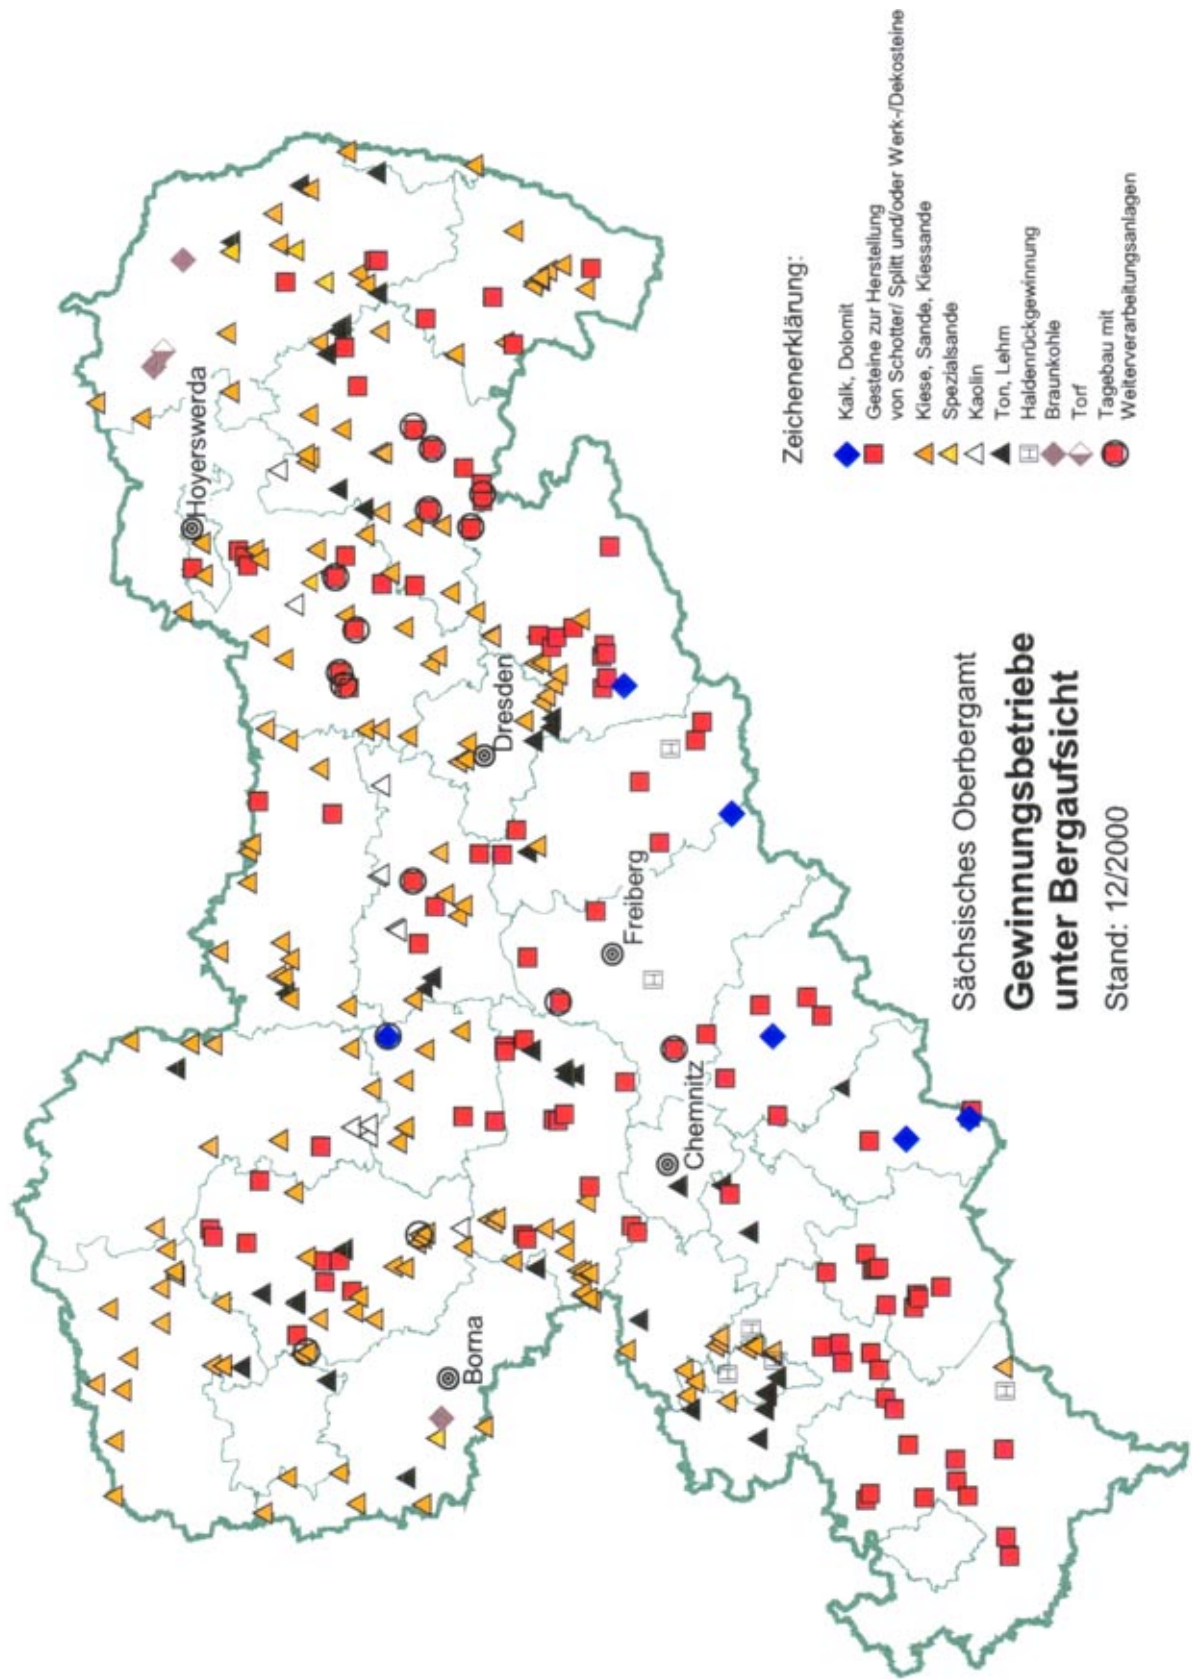 Hoyerswerda
Dresden
Freiberg
Chemnitz
Borna
Zeichenerklärung:
Kalk, Dolomit
Gesteine zur Herstellung
von Schotter/ Splitt und/oder Werk-/Dekosteine
Kiese, Sande, Kiessande
Spezialsande
Kaolin
Ton, Lehm
H Haldenrückgewinnung
Braunkohle
Torf
Tagebau mit
Weiterverarbeitungsanlagen
Sächsisches Oberbergamt
Gewinnungsbetriebe
unter Bergaufsicht
Stand: 12/2000